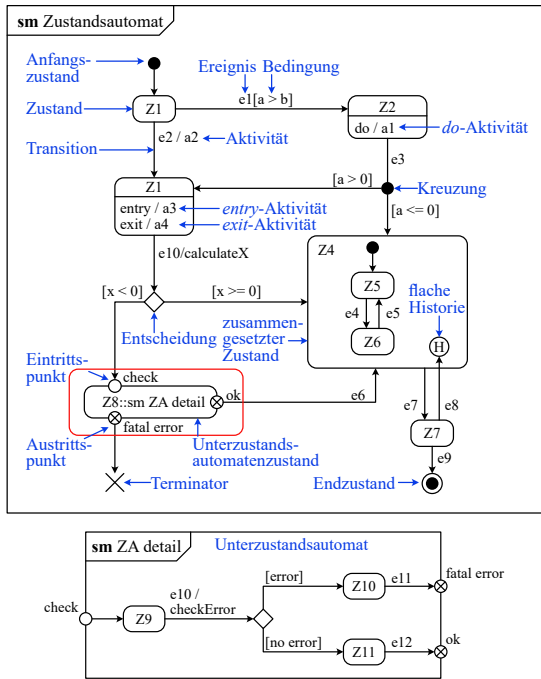 sm Zustandsautomat
Anfangs-
zustand
Ereignis Bedingung
Zustand
Z1
e1[a > b]
Z2
do / a1
do-Aktivität
e2 / a2
Aktivität
Transition
e3
Z1
entry / a3
exit / a4
entry-Aktivität
exit-Aktivität
[a > 0]
Kreuzung
[a <= 0]
e10/calculateX
Z4
Z5
e4
e5
Z6
flache
Historie
H
[x < 0]
[x >= 0]
Entscheidung
zusammen-
gesetzter
Zustand
Eintritts-
punkt
check
Z8::sm ZA detail
ok
e6
fatal error
e7
e8
Z7
Austritts-
punkt
Unterzustands-
automatenzustand
e9
Terminator
Endzustand
sm ZA detail
Unterzustandsautomat
check
Z9
e10 /
checkError
[error]
Z10
e11
fatal error
[no error]
Z11
e12
ok